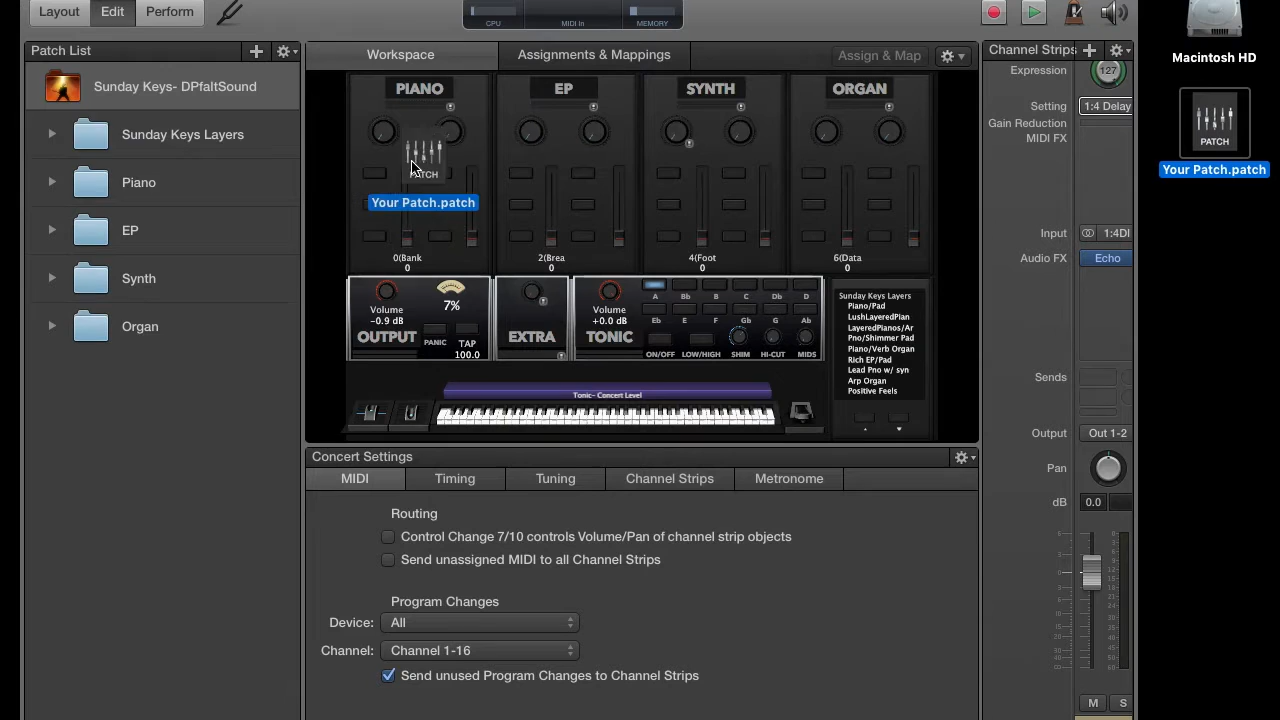 Layout
Edit
Perform
CPU
MIDI In
MEMORY
Patch List
Sunday Keys- DPfaltSound
Sunday Keys Layers
Piano
EP
Synth
Organ
Workspace
Assignments & Mappings
Assign & Map
PIANO
EP
SYNTH
ORGAN
PATCH
Your Patch.patch
0(Bank
0
2(Brea
0
4(Foot
0
6(Data
0
Volume
−0.9 dB
7%
OUTPUT
PANIC
TAP
100.0
EXTRA
Volume
+0.0 dB
TONIC
A
Bb
B
C
Db
D
Eb
E
F
Gb
G
Ab
ON/OFF
LOW/HIGH
SHIM
HI-CUT
MIDS
Sunday Keys Layers
Piano/Pad
LushLayeredPian
LayeredPianos/Ar
Pno/Shimmer Pad
Piano/Verb Organ
Rich EP/Pad
Lead Pno w/ syn
Arp Organ
Positive Feels
Tonic- Concert Level
Concert Settings
MIDI
Timing
Tuning
Channel Strips
Metronome
Routing
Control Change 7/10 controls Volume/Pan of channel strip objects
Send unassigned MIDI to all Channel Strips
Program Changes
Device:
All
Channel:
Channel 1-16
Send unused Program Changes to Channel Strips
Channel Strips
Expression
127
Setting
1:4 Delay
Gain Reduction
MIDI FX
Input
1:4DI
Audio FX
Echo
Sends
Output
Out 1-2
Pan
dB
0.0
M
S
Macintosh HD
PATCH
Your Patch.patch